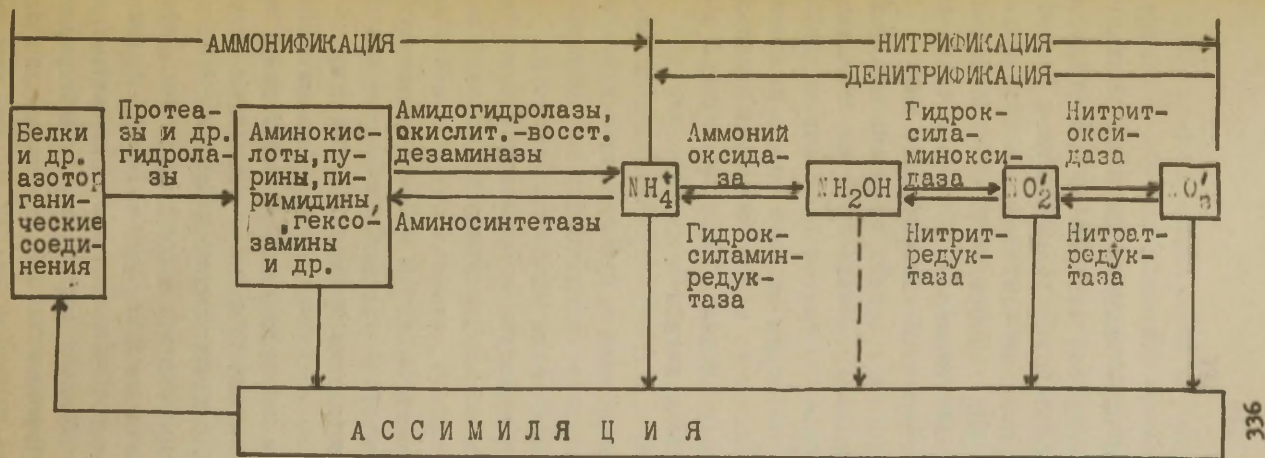 АММОНИФИКАЦИЯ
НИТРИФИКАЦИЯ
ДЕНИТРИФИКАЦИЯ
Белки
и др.
азотор
гани-
ческие
соеди-
нения
Протеа-
зы и др.
гидрола-
зы
Аминокис-
лоты, пу-
рины, пи-
римидины,
, гексо-
замины
и др.
Амидогидролазы,
окислит.-восст.
дезаминазы
Аминосинтетазы
NH₄⁺
Аммоний
оксида-
за
Гидрок-
силамин-
редук-
таза
NH₂OH
Гидрок-
сила-
минокси-
даза
Нитрит-
редук-
таза
NO₂′
Нитрит-
окси-
даза
Нитрат-
редук-
таза
NO₃′
АССИМИЛЯЦИЯ
336